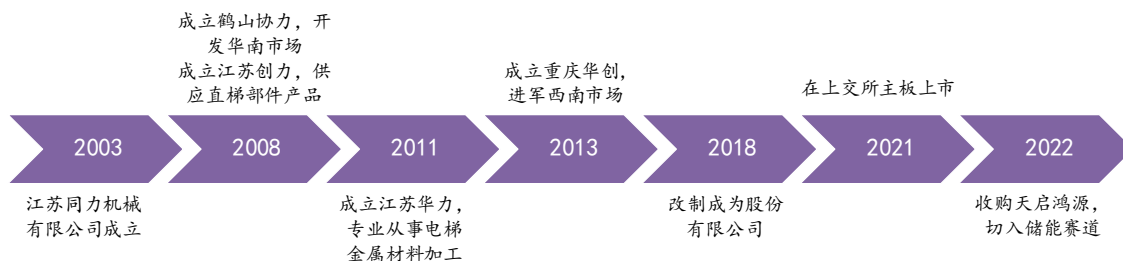 成立鹤山协力，开
发华南市场
成立江苏创力，供
应直梯部件产品
成立重庆华创，
进军西南市场
在上交所主板上市
2003
2008
2011
2013
2018
2021
2022
江苏同力机械
有限公司成立
成立江苏华力，
专业从事电梯
金属材料加工
改制成为股份
有限公司
收购天启鸿源，
切入储能赛道